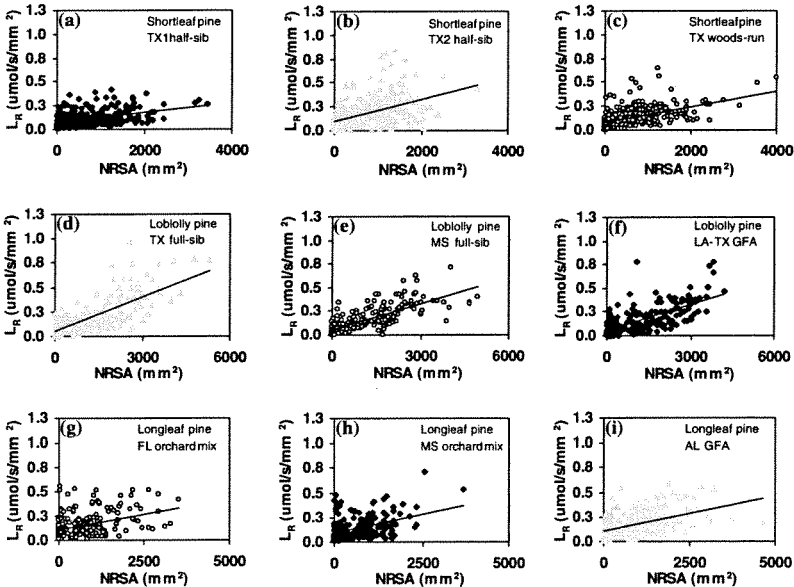 (a) Shortleaf pine
TX1half-sib
1.3
1.0
0.8
0.5
0.3
0.0
L_R (umol/s/mm ²)
0 2000 4000
NRSA (mm²)
(b) Shortleaf pine
TX2 half-sib
1.3
1.0
0.8
0.5
0.3
0.0
L_R (umol/s/mm ²)
0 2000 4000
NRSA (mm²)
(c) Shortleaf pine
TX woods-run
1.3
1.0
0.8
0.5
0.3
0.0
L_R (umol/s/mm ²)
0 2000 4000
NRSA (mm²)
(d) Loblolly pine
TX full-sib
1.3
1.0
0.8
0.5
0.3
0.0
L_R (umol/s/mm ²)
0 3000 6000
NRSA (mm²)
(e) Loblolly pine
MS full-sib
1.3
1.0
0.8
0.5
0.3
0.0
L_R (umol/s/mm ²)
0 3000 6000
NRSA (mm²)
(f) Loblolly pine
LA-TX GFA
1.3
1.0
0.8
0.5
0.3
0.0
L_R (umol/s/mm ²)
0 3000 6000
NRSA (mm²)
(g) Longleaf pine
FL orchard mix
1.3
1.0
0.8
0.5
0.3
0.0
L_R (umol/s/mm ²)
0 2500 5000
NRSA (mm²)
(h) Longleaf pine
MS orchard mix
1.3
1.0
0.8
0.5
0.3
0.0
L_R (umol/s/mm ²)
0 2500 5000
NRSA (mm²)
(i) Longleaf pine
AL GFA
1.3
1.0
0.8
0.5
0.3
0.0
L_R (umol/s/mm ²)
0 2500 5000
NRSA (mm²)